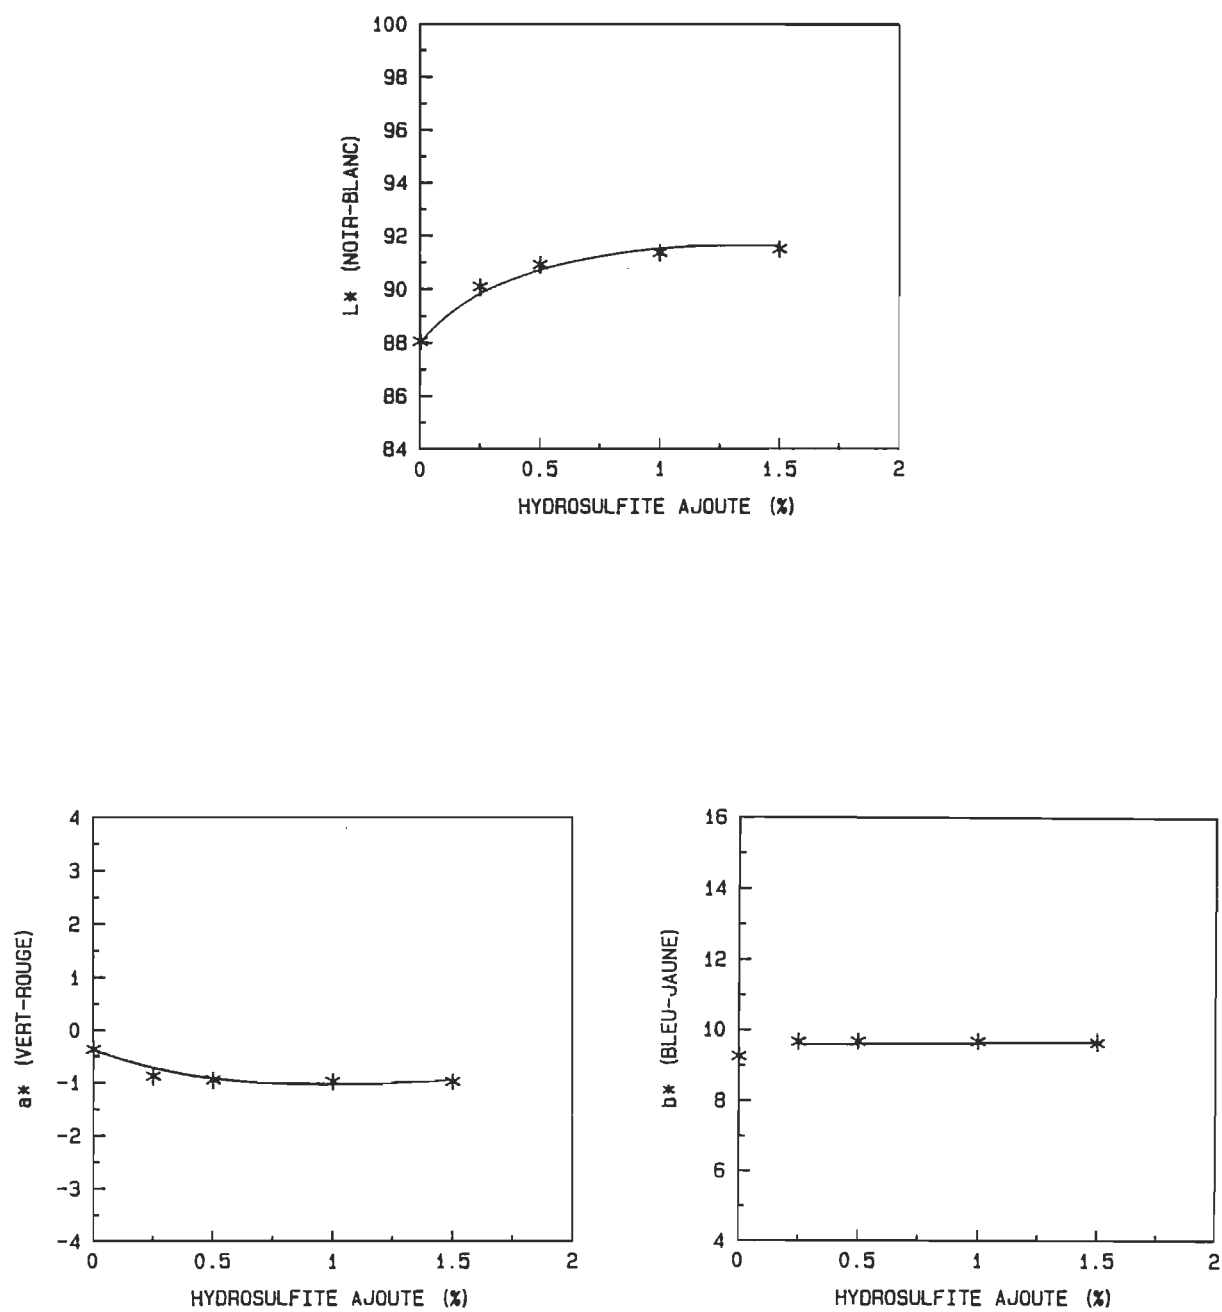 100
98
96
94
92
90
88
86
84
L* (NOIR-BLANC)
0 0.5 1 1.5 2
HYDROSULFITE AJOUTE (%)
4
3
2
1
0
-1
-2
-3
-4
a* (VERT-ROUGE)
0 0.5 1 1.5 2
HYDROSULFITE AJOUTE (%)
16
14
12
10
8
6
4
b* (BLEU-JAUNE)
0 0.5 1 1.5 2
HYDROSULFITE AJOUTE (%)